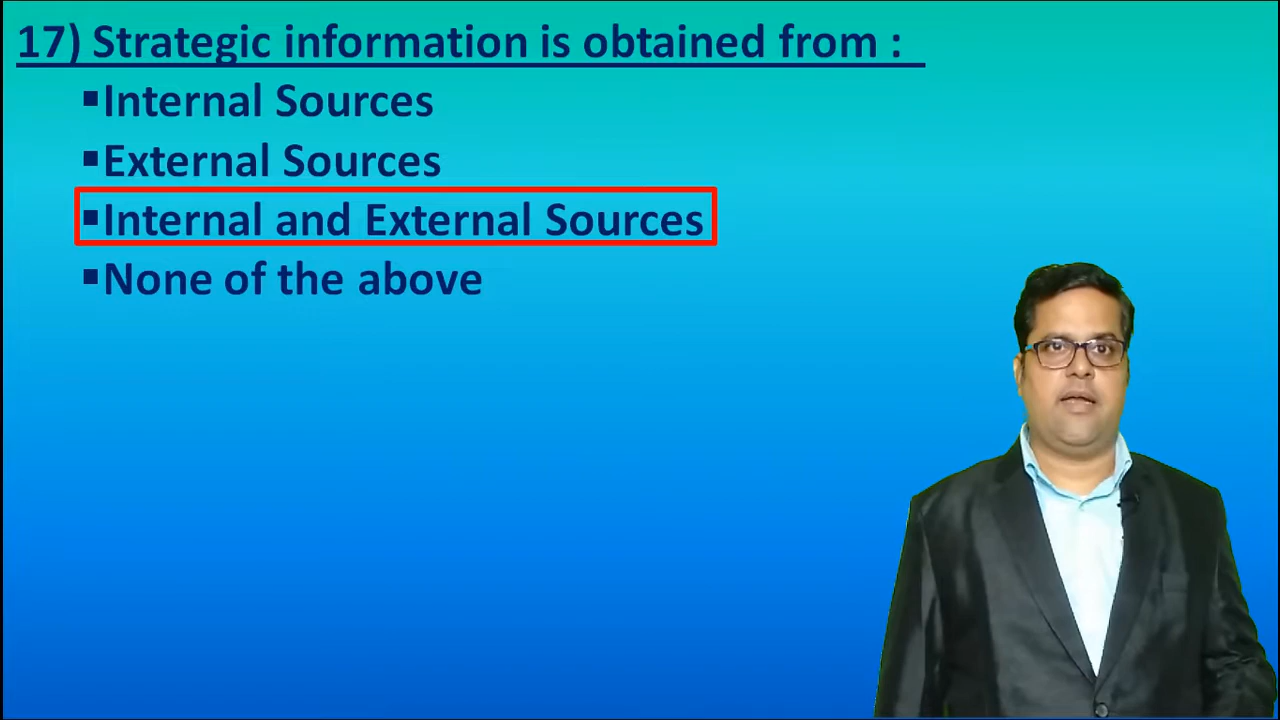 17) Strategic information is obtained from :
▪Internal Sources
▪External Sources
▪Internal and External Sources
▪None of the above